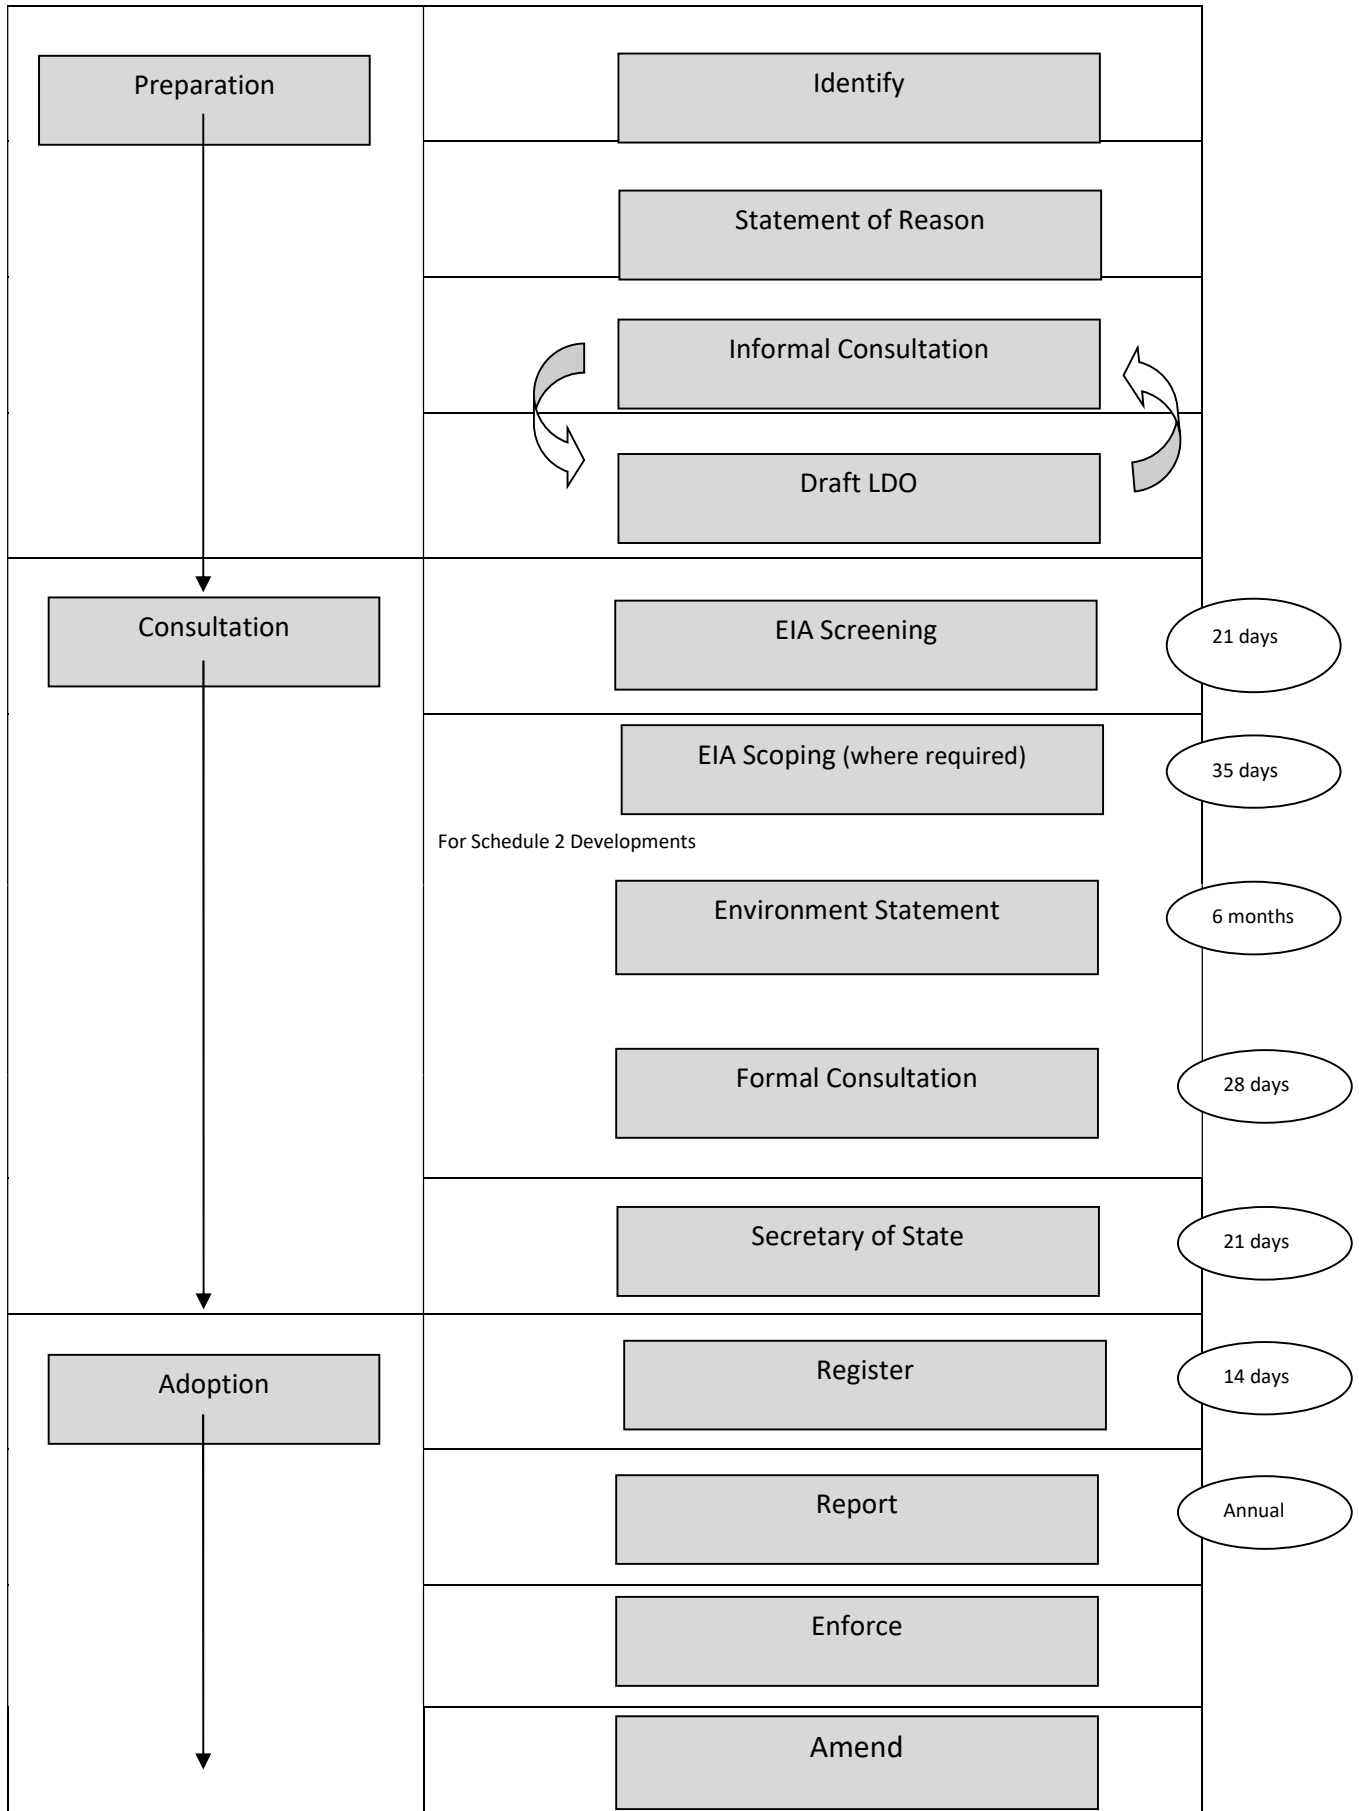 Preparation
Identify
Statement of Reason
Informal Consultation
Draft LDO
Consultation
EIA Screening
21 days
EIA Scoping (where required)
35 days
For Schedule 2 Developments
Environment Statement
6 months
Formal Consultation
28 days
Secretary of State
21 days
Adoption
Register
14 days
Report
Annual
Enforce
Amend